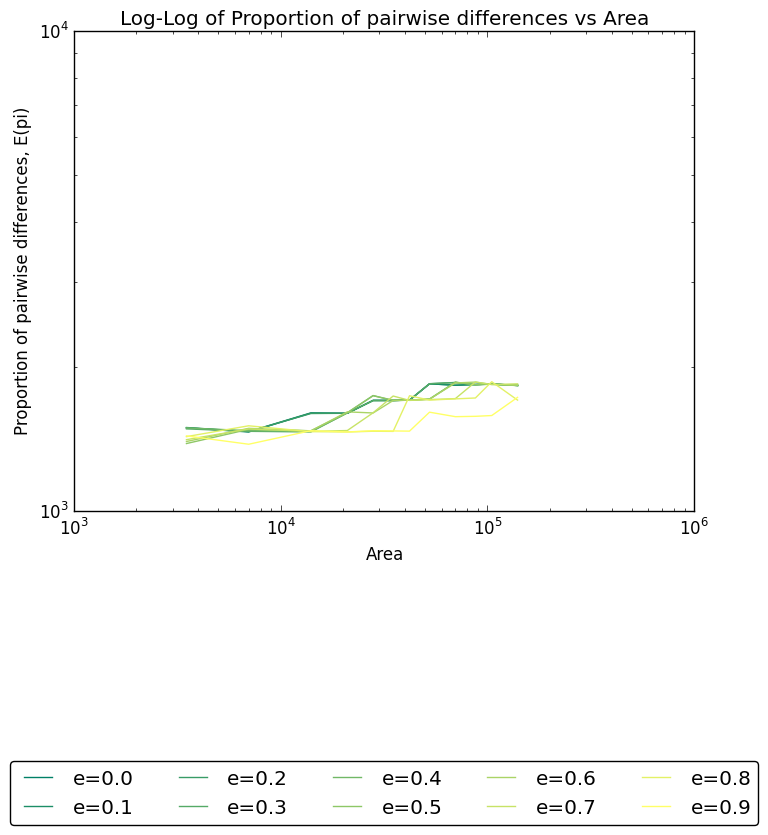 Log-Log of Proportion of pairwise differences vs Area
10^4
Proportion of pairwise differences, E(pi)
10^3
10^3 10^4 10^5 10^6
Area
e=0.0 e=0.2 e=0.4 e=0.6 e=0.8
e=0.1 e=0.3 e=0.5 e=0.7 e=0.9